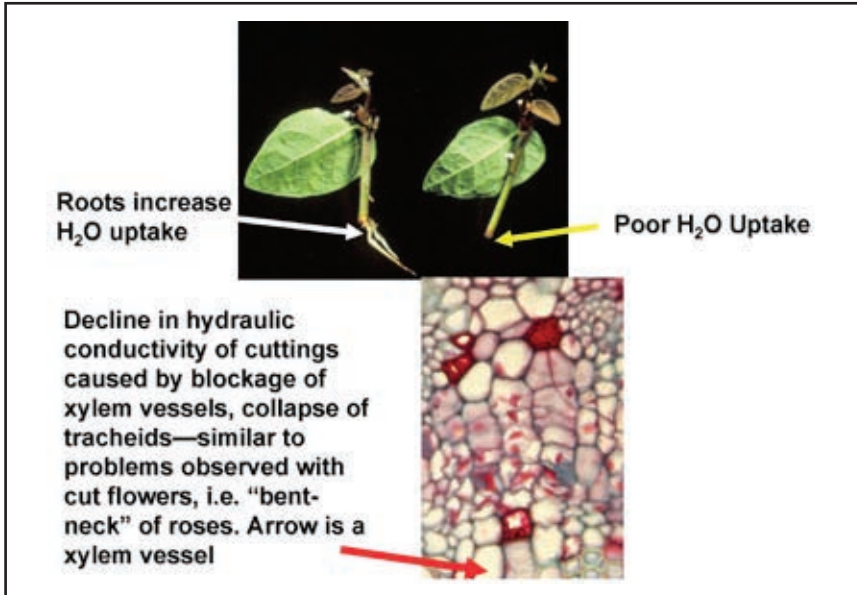 Roots increase
H₂O uptake
Poor H₂O Uptake
Decline in hydraulic
conductivity of cuttings
caused by blockage of
xylem vessels, collapse of
tracheids—similar to
problems observed with
cut flowers, i.e. “bent-
neck” of roses. Arrow is a
xylem vessel